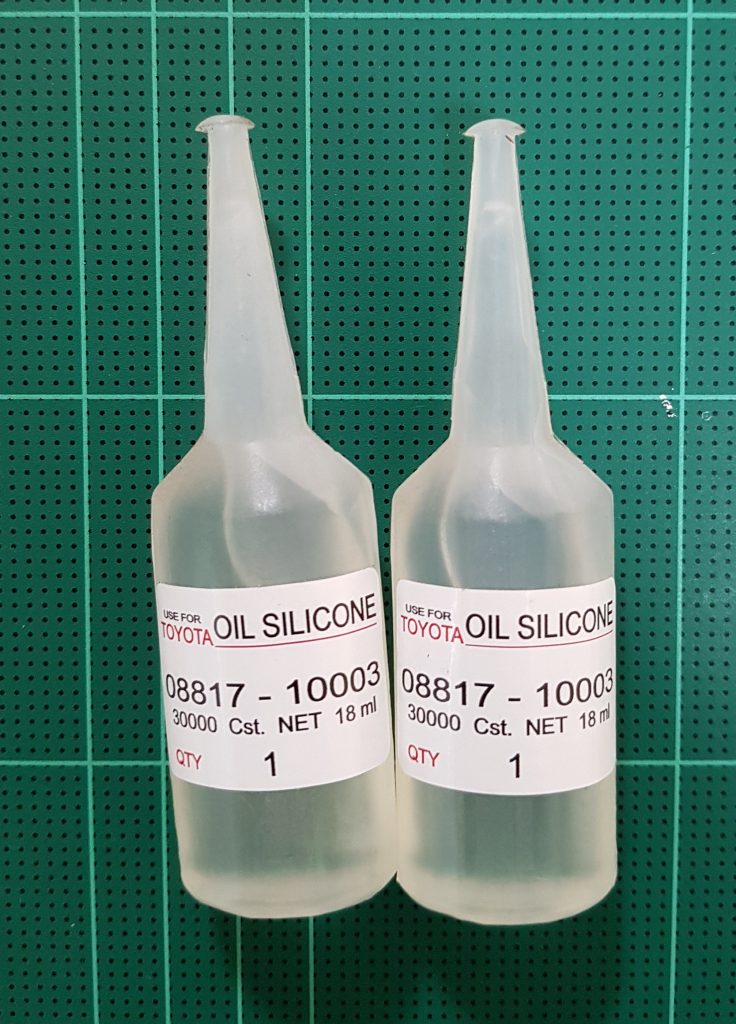 USE FOR
TOYOTA OIL SILICONE
08817 - 10003
30000 Cst. NET 18 ml
QTY 1
USE FOR
TOYOTA OIL SILICONE
08817 - 10003
30000 Cst. NET 18 ml
QTY 1